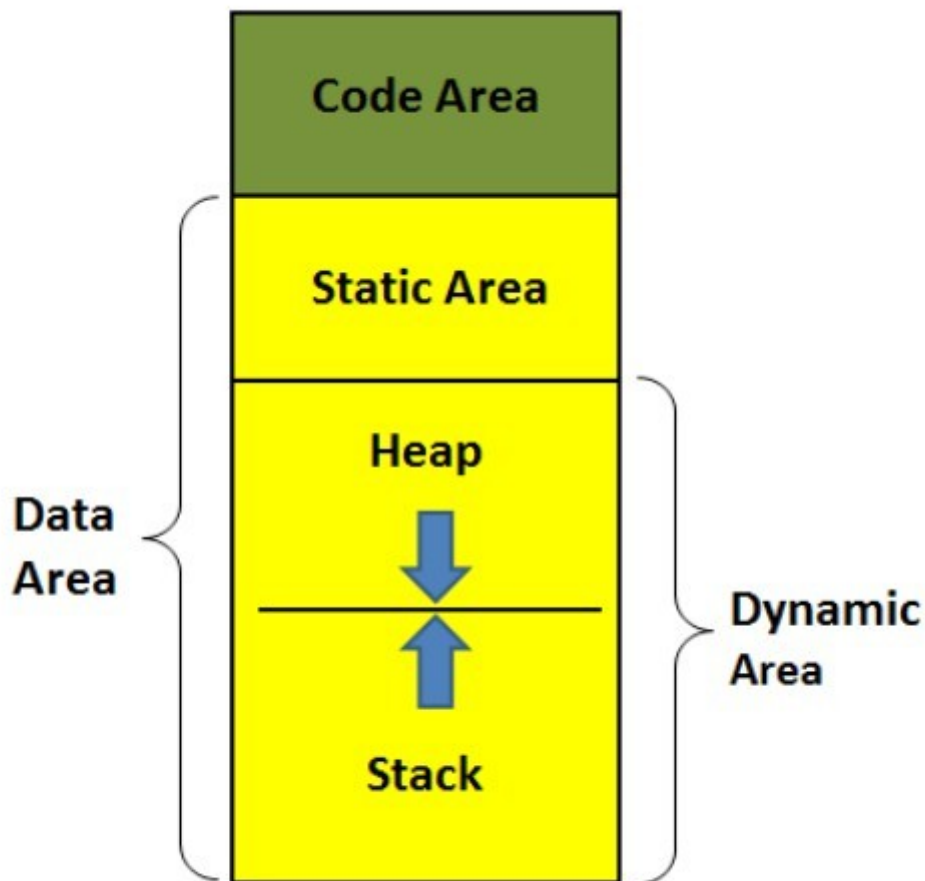 Code Area
Static Area
Heap
Data
Area
Dynamic
Area
Stack